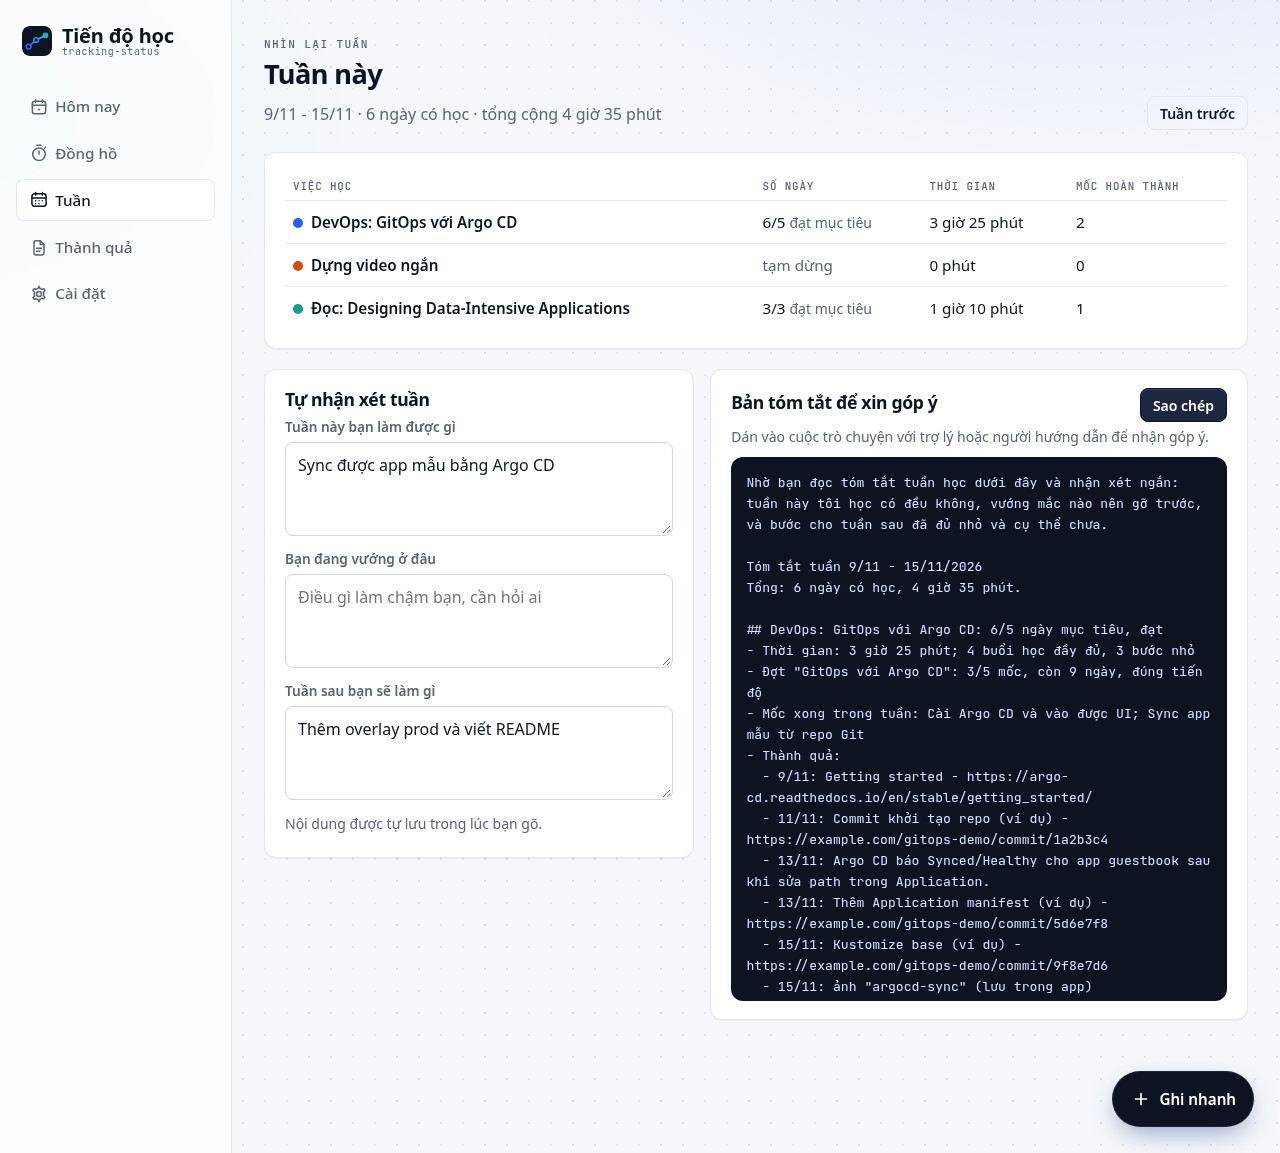 Tiến độ học
tracking-status
Hôm nay
Đồng hồ
Tuần
Thành quả
Cài đặt
NHÌN LẠI TUẦN
Tuần này
9/11 - 15/11 · 6 ngày có học · tổng cộng 4 giờ 35 phút
Tuần trước
VIỆC HỌC SỐ NGÀY THỜI GIAN MỐC HOÀN THÀNH
DevOps: GitOps với Argo CD 6/5 đạt mục tiêu 3 giờ 25 phút 2
Dựng video ngắn tạm dừng 0 phút 0
Đọc: Designing Data-Intensive Applications 3/3 đạt mục tiêu 1 giờ 10 phút 1
Tự nhận xét tuần
Tuần này bạn làm được gì
Sync được app mẫu bằng Argo CD
Bạn đang vướng ở đâu
Điều gì làm chậm bạn, cần hỏi ai
Tuần sau bạn sẽ làm gì
Thêm overlay prod và viết README
Nội dung được tự lưu trong lúc bạn gõ.
Bản tóm tắt để xin góp ý
Sao chép
Dán vào cuộc trò chuyện với trợ lý hoặc người hướng dẫn để nhận góp ý.
Nhờ bạn đọc tóm tắt tuần học dưới đây và nhận xét ngắn:
tuần này tôi học có đều không, vướng mắc nào nên gỡ trước,
và bước cho tuần sau đã đủ nhỏ và cụ thể chưa.
Tóm tắt tuần 9/11 - 15/11/2026
Tổng: 6 ngày có học, 4 giờ 35 phút.
## DevOps: GitOps với Argo CD: 6/5 ngày mục tiêu, đạt
- Thời gian: 3 giờ 25 phút; 4 buổi học đầy đủ, 3 bước nhỏ
- Đợt "GitOps với Argo CD": 3/5 mốc, còn 9 ngày, đúng tiến
độ
- Mốc xong trong tuần: Cài Argo CD và vào được UI; Sync app
mẫu từ repo Git
- Thành quả:
- 9/11: Getting started - https://argo-
cd.readthedocs.io/en/stable/getting_started/
- 11/11: Commit khởi tạo repo (ví dụ) -
https://example.com/gitops-demo/commit/1a2b3c4
- 13/11: Argo CD báo Synced/Healthy cho app guestbook sau
khi sửa path trong Application.
- 13/11: Thêm Application manifest (ví dụ) -
https://example.com/gitops-demo/commit/5d6e7f8
- 15/11: Kustomize base (ví dụ) -
https://example.com/gitops-demo/commit/9f8e7d6
- 15/11: ảnh "argocd-sync" (lưu trong app)
Ghi nhanh